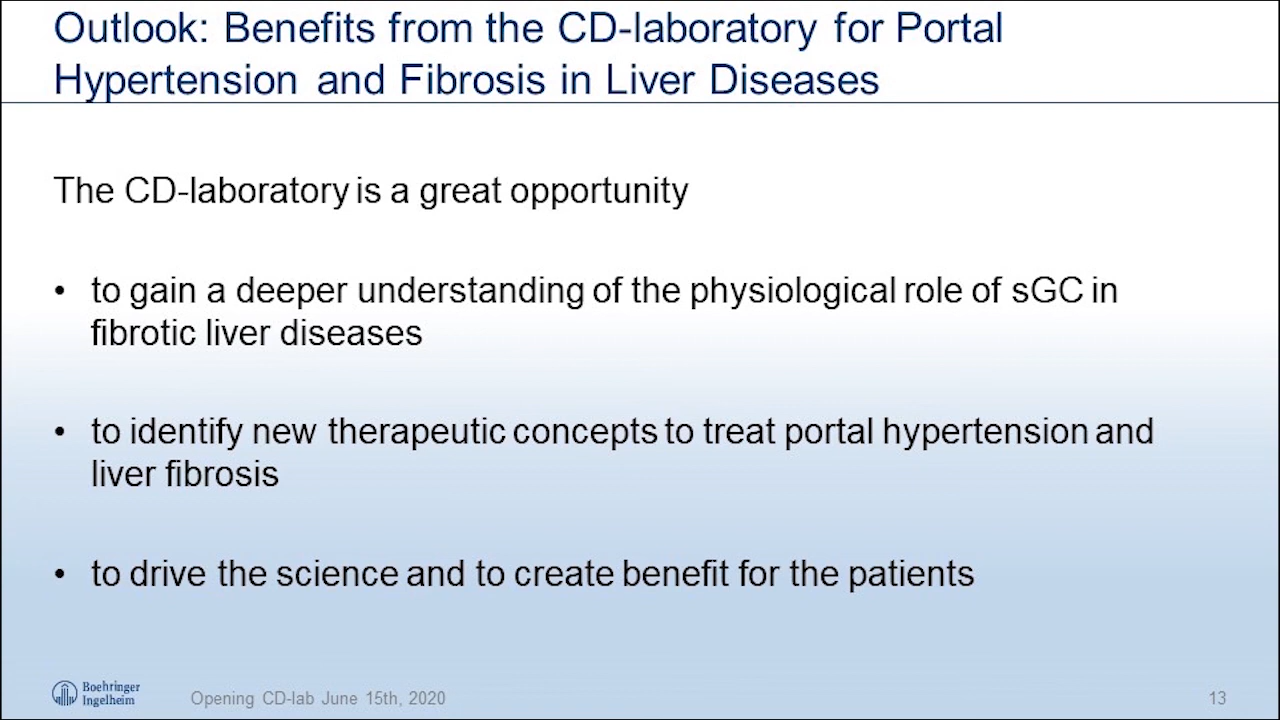 Outlook: Benefits from the CD-laboratory for Portal
Hypertension and Fibrosis in Liver Diseases
The CD-laboratory is a great opportunity
• to gain a deeper understanding of the physiological role of sGC in
fibrotic liver diseases
• to identify new therapeutic concepts to treat portal hypertension and
liver fibrosis
• to drive the science and to create benefit for the patients
Boehringer
Ingelheim
Opening CD-lab June 15th, 2020
13